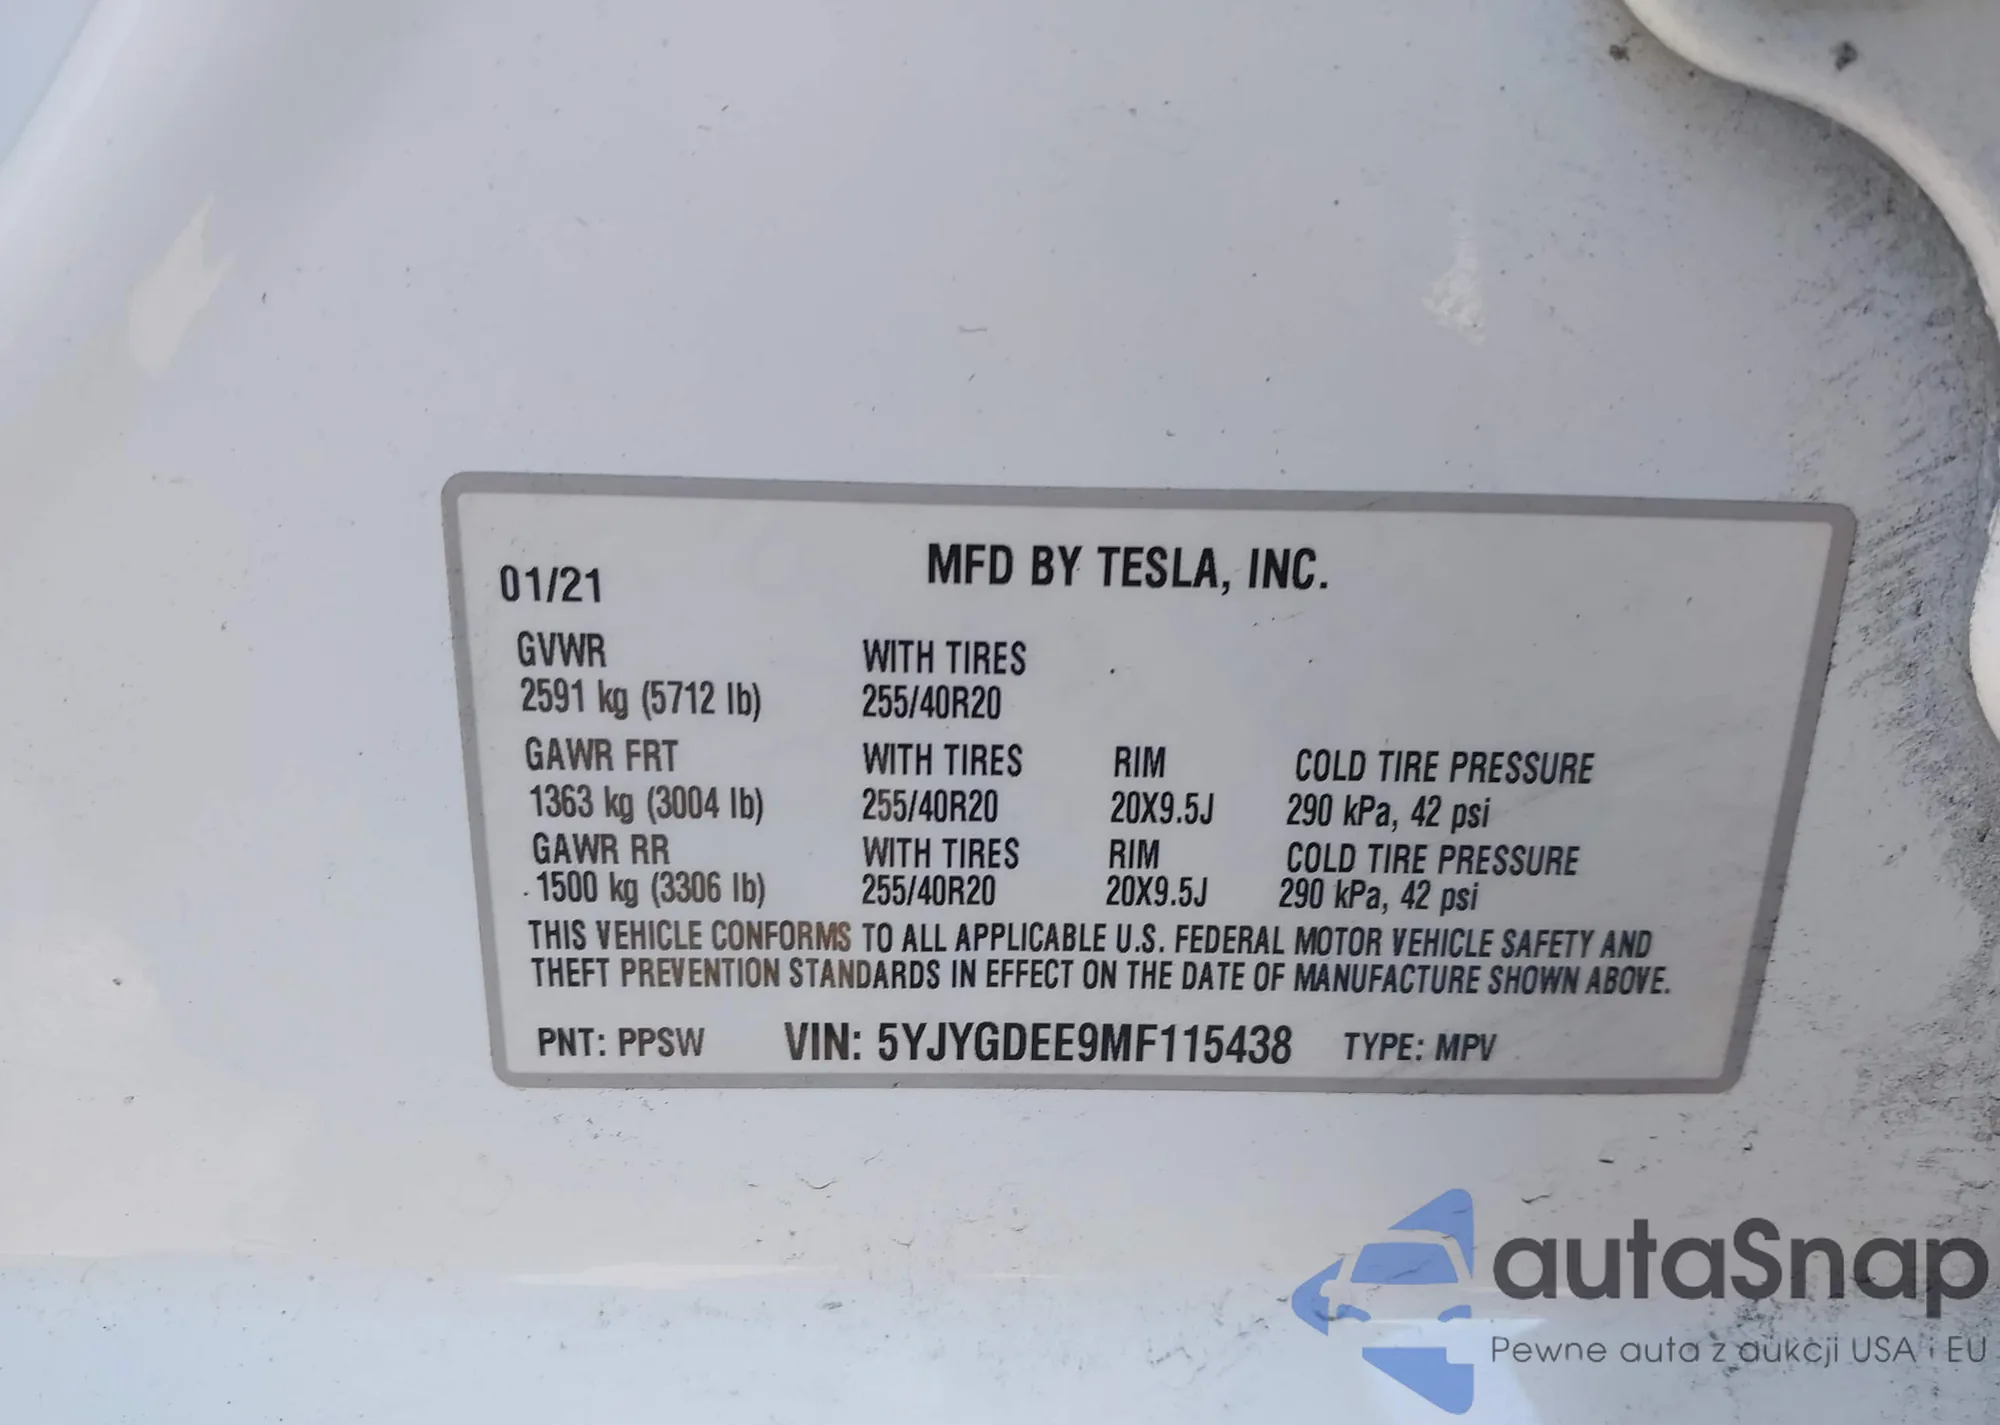 MFD BY TESLA, INC.
01/21
GVWR WITH TIRES
2591 kg (5712 lb) 255/40R20
GAWR FRT WITH TIRES RIM COLD TIRE PRESSURE
1363 kg (3004 lb) 255/40R20 20X9.5J 290 kPa, 42 psi
GAWR RR WITH TIRES RIM COLD TIRE PRESSURE
1500 kg (3306 lb) 255/40R20 20X9.5J 290 kPa, 42 psi
THIS VEHICLE CONFORMS TO ALL APPLICABLE U.S. FEDERAL MOTOR VEHICLE SAFETY AND
THEFT PREVENTION STANDARDS IN EFFECT ON THE DATE OF MANUFACTURE SHOWN ABOVE.
PNT: PPSW VIN: 5YJYGDEE9MF115438 TYPE: MPV
autaSnap
Pewne auta z aukcji USA i EU